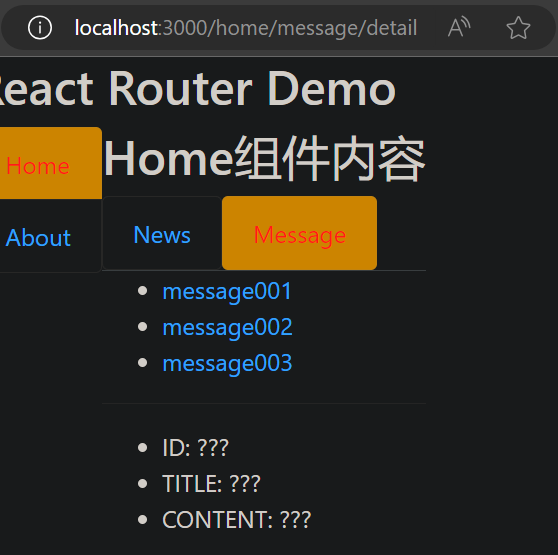 localhost:3000/home/message/detail
React Router Demo
Home
Home组件内容
About
News
Message
message001
message002
message003
ID: ???
TITLE: ???
CONTENT: ???